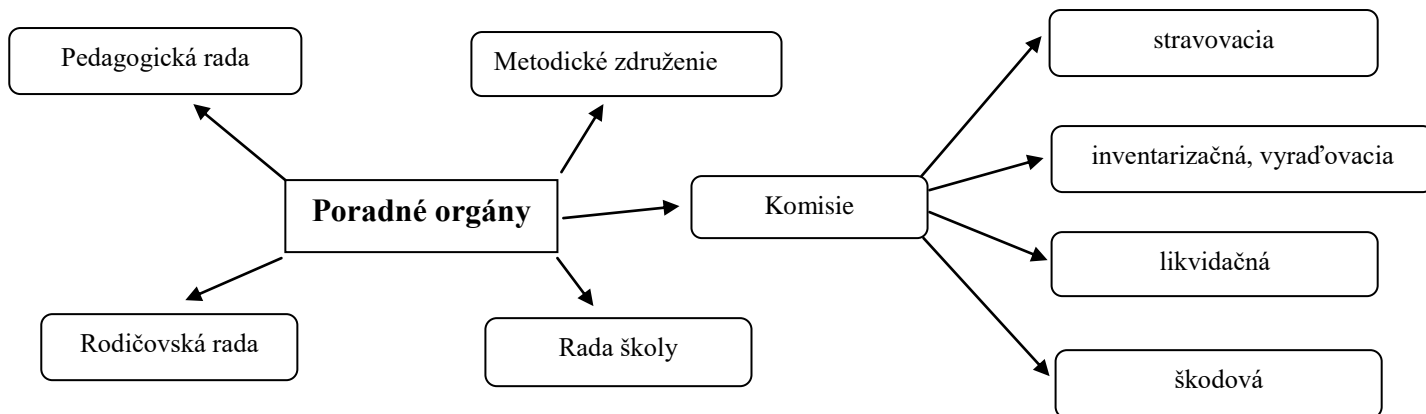 Pedagogická rada
Metodické združenie
stravovacia
inventarizačná, vyraďovacia
Poradné orgány
Komisie
likvidačná
Rodičovská rada
Rada školy
škodová